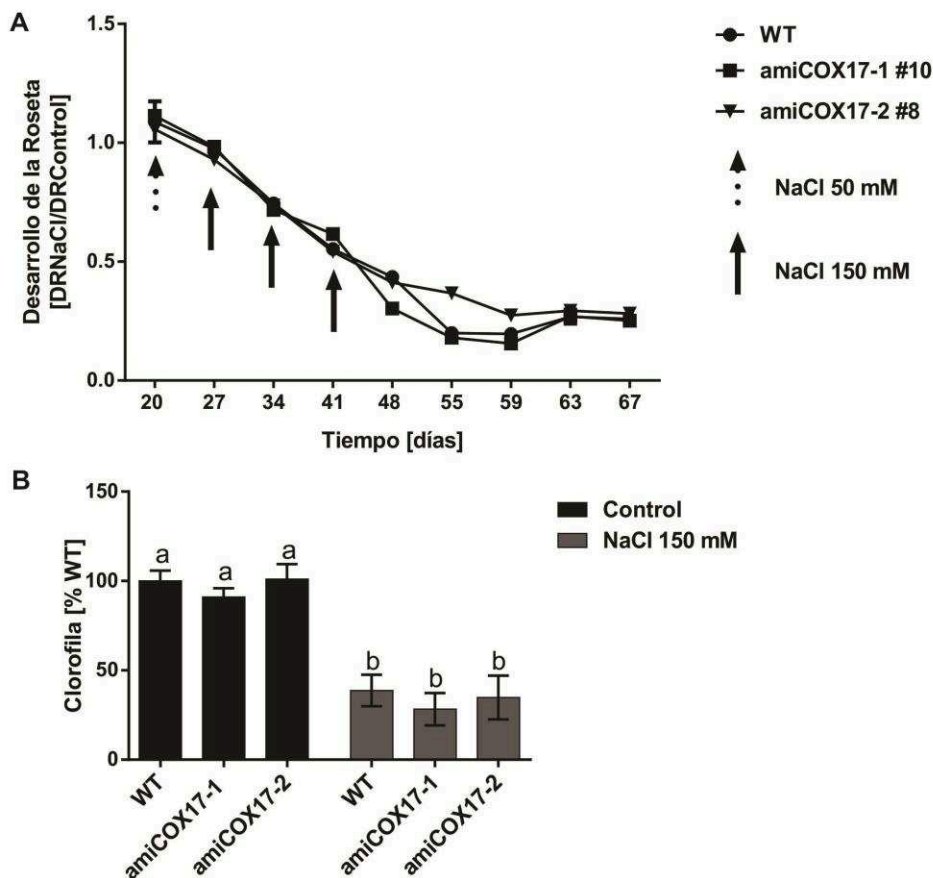 A
Desarrollo de la Roseta
[DRNaCl/DRControl]
1.5
1.0
0.5
0.0
20 27 34 41 48 55 59 63 67
Tiempo [días]
WT
amiCOX17-1 #10
amiCOX17-2 #8
NaCl 50 mM
NaCl 150 mM
B
Clorofila [% WT]
150
100
50
0
a a a b b b
WT
amiCOX17-1
amiCOX17-2
WT
amiCOX17-1
amiCOX17-2
Control
NaCl 150 mM